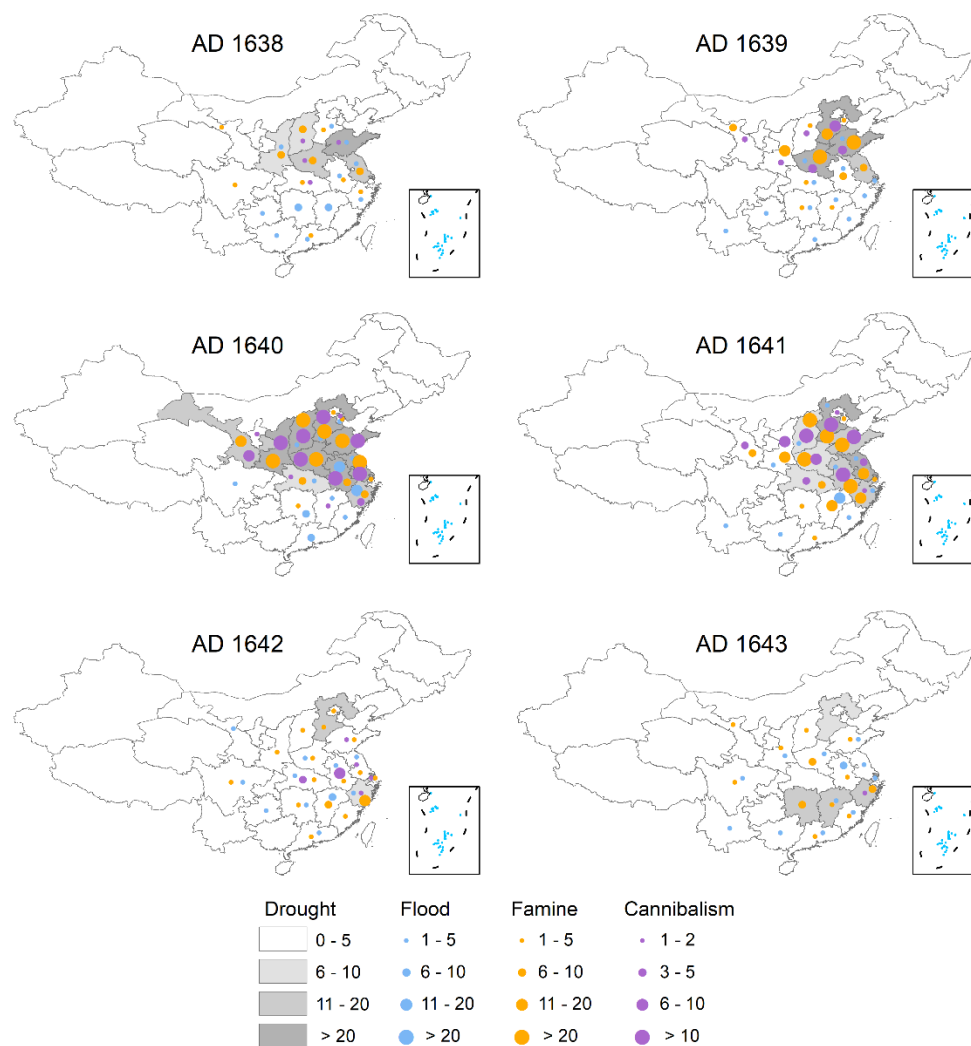 AD 1638 AD 1639
AD 1640 AD 1641
AD 1642 AD 1643
Drought Flood Famine Cannibalism
0 - 5 1 - 5 1 - 5 1 - 2
6 - 10 6 - 10 6 - 10 3 - 5
11 - 20 11 - 20 11 - 20 6 - 10
> 20 > 20 > 20 > 10